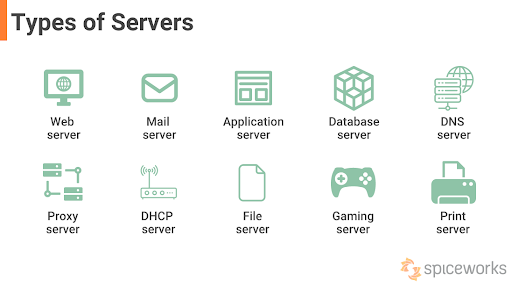 Types of Servers
Web
server
Mail
server
Application
server
Database
server
DNS
server
Proxy
server
DHCP
server
File
server
Gaming
server
Print
server
spiceworks